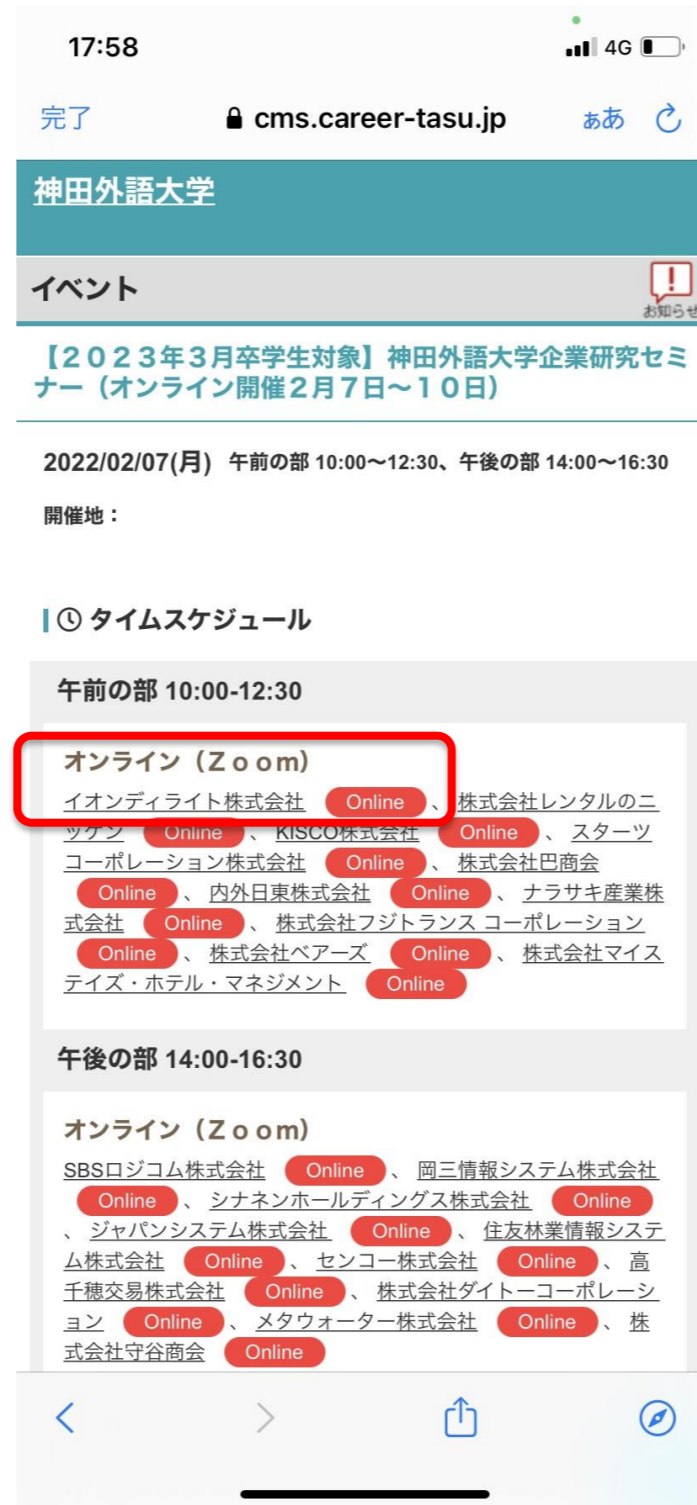 17:58
4G
完了
cms.career-tasu.jp
ぁあ
神田外語大学
イベント
お知らせ
【２０２３年３月卒学生対象】神田外語大学企業研究セミ
ナー（オンライン開催２月７日～１０日）
2022/02/07(月) 午前の部 10:00～12:30、午後の部 14:00～16:30
開催地：
タイムスケジュール
午前の部 10:00-12:30
オンライン（Ｚｏｏｍ）
イオンディライト株式会社 Online 、 株式会社レンタルのニ
ッケン Online 、 KISCO株式会社 Online 、 スターツ
コーポレーション株式会社 Online 、 株式会社巴商会
Online 、 内外日東株式会社 Online 、 ナラサキ産業株
式会社 Online 、 株式会社フジトランス コーポレーション
Online 、 株式会社ベアーズ Online 、 株式会社マイス
テイズ・ホテル・マネジメント Online
午後の部 14:00-16:30
オンライン（Ｚｏｏｍ）
SBSロジコム株式会社 Online 、 岡三情報システム株式会社
Online 、 シナネンホールディングス株式会社 Online
、 ジャパンシステム株式会社 Online 、 住友林業情報システ
ム株式会社 Online 、 センコー株式会社 Online 、 高
千穂交易株式会社 Online 、 株式会社ダイトーコーポレーシ
ョン Online 、 メタウォーター株式会社 Online 、 株
式会社守谷商会 Online